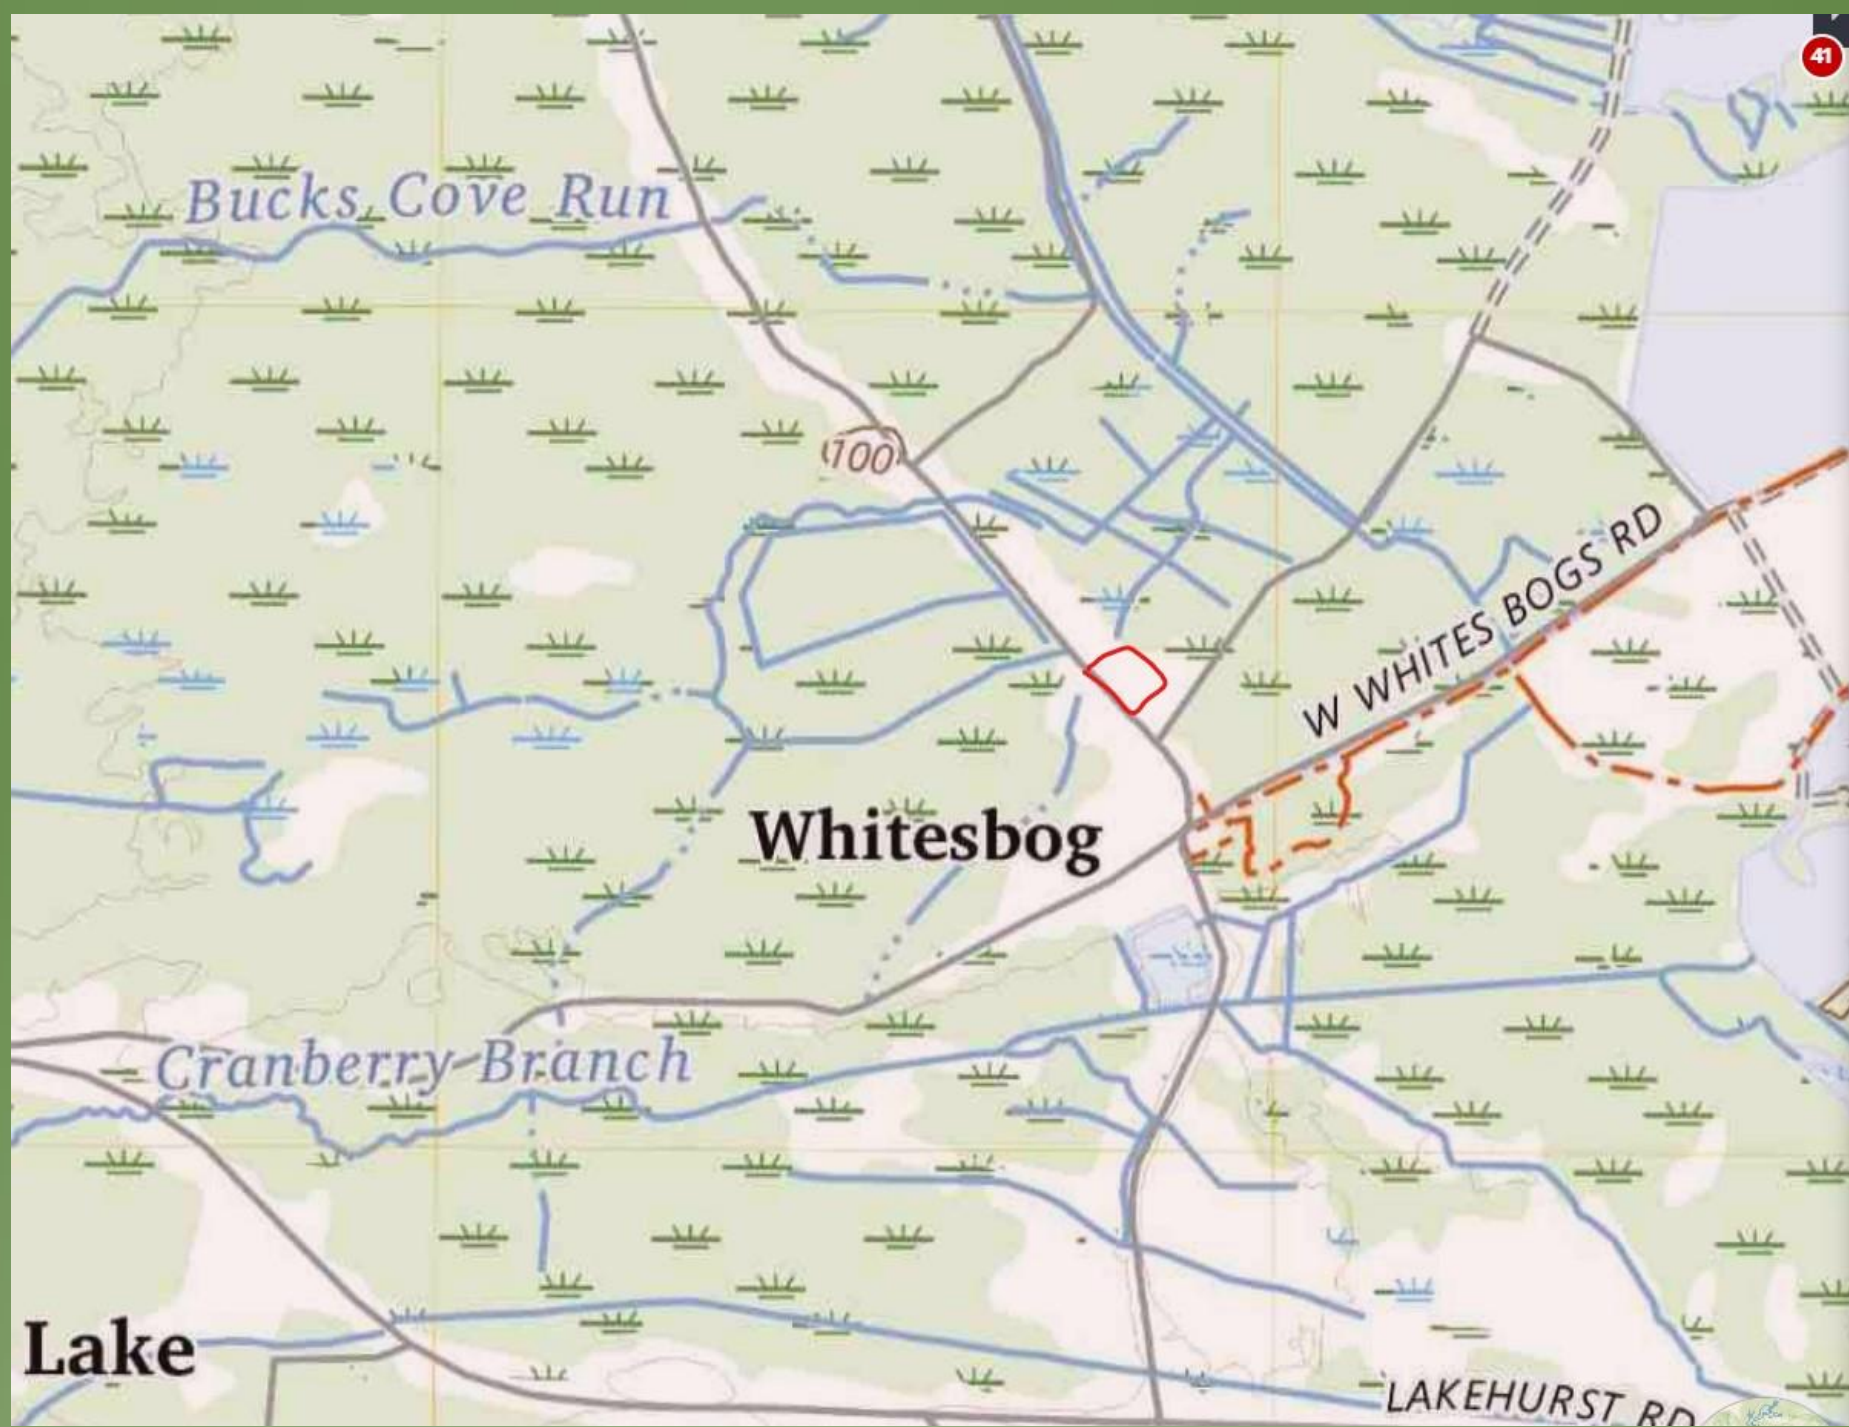 41
Bucks Cove Run
100
W WHITES BOGS RD
Whitesbog
Cranberry Branch
Lake
LAKEHURST RD